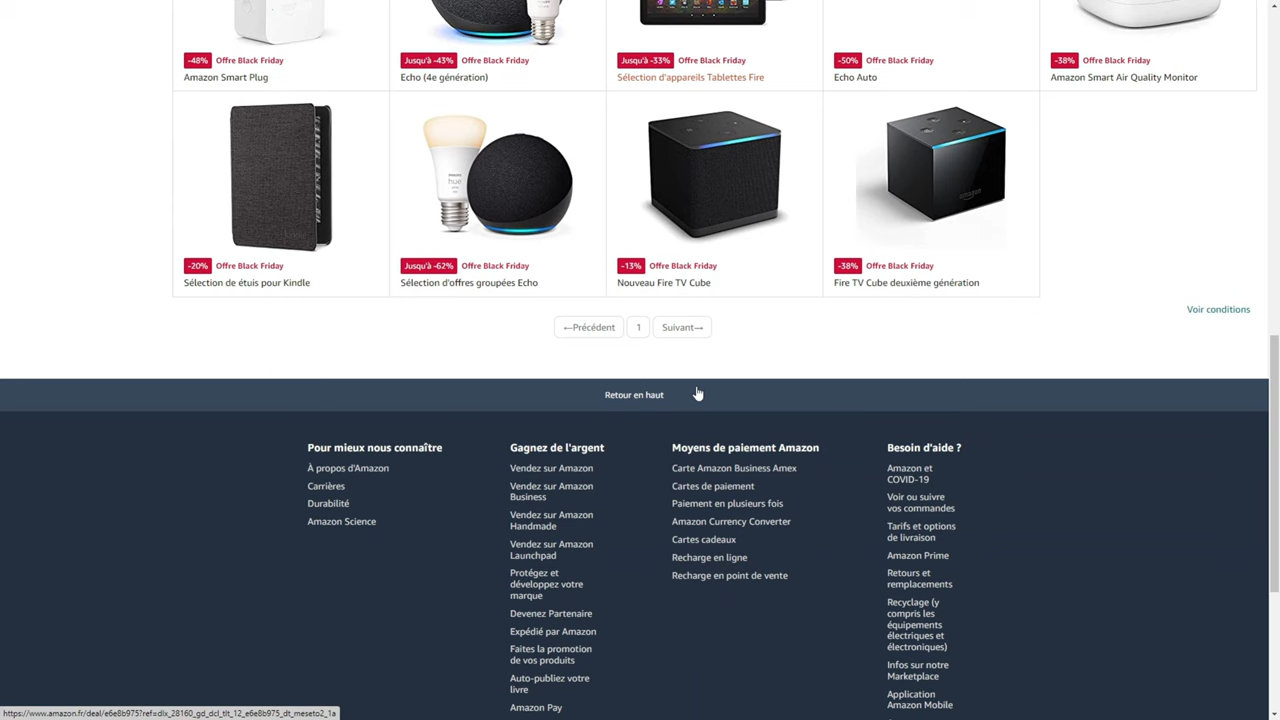 -48% Offre Black Friday
Amazon Smart Plug
Jusqu'à -43% Offre Black Friday
Echo (4e génération)
Jusqu'à -33% Offre Black Friday
Sélection d'appareils Tablettes Fire
-50% Offre Black Friday
Echo Auto
-38% Offre Black Friday
Amazon Smart Air Quality Monitor
-20% Offre Black Friday
Sélection de étuis pour Kindle
hue
Jusqu'à -62% Offre Black Friday
Sélection d'offres groupées Echo
-13% Offre Black Friday
Nouveau Fire TV Cube
amazon
-38% Offre Black Friday
Fire TV Cube deuxième génération
Voir conditions
←Précédent 1 Suivant→
Retour en haut
Pour mieux nous connaître
À propos d'Amazon
Carrières
Durabilité
Amazon Science
Gagnez de l'argent
Vendez sur Amazon
Vendez sur Amazon
Business
Vendez sur Amazon
Handmade
Vendez sur Amazon
Launchpad
Protégez et
développez votre
marque
Devenez Partenaire
Expédié par Amazon
Faites la promotion
de vos produits
Auto-publiez votre
livre
Amazon Pay
Moyens de paiement Amazon
Carte Amazon Business Amex
Cartes de paiement
Paiement en plusieurs fois
Amazon Currency Converter
Cartes cadeaux
Recharge en ligne
Recharge en point de vente
Besoin d'aide ?
Amazon et
COVID-19
Voir ou suivre
vos commandes
Tarifs et options
de livraison
Amazon Prime
Retours et
remplacements
Recyclage (y
compris les
équipements
électriques et
électroniques)
Infos sur notre
Marketplace
Application
Amazon Mobile
https://www.amazon.fr/deal/e6e8b975?ref=dlx_28160_gd_dcl_tlt_12_e6e8b975_dt_meseto2_1a